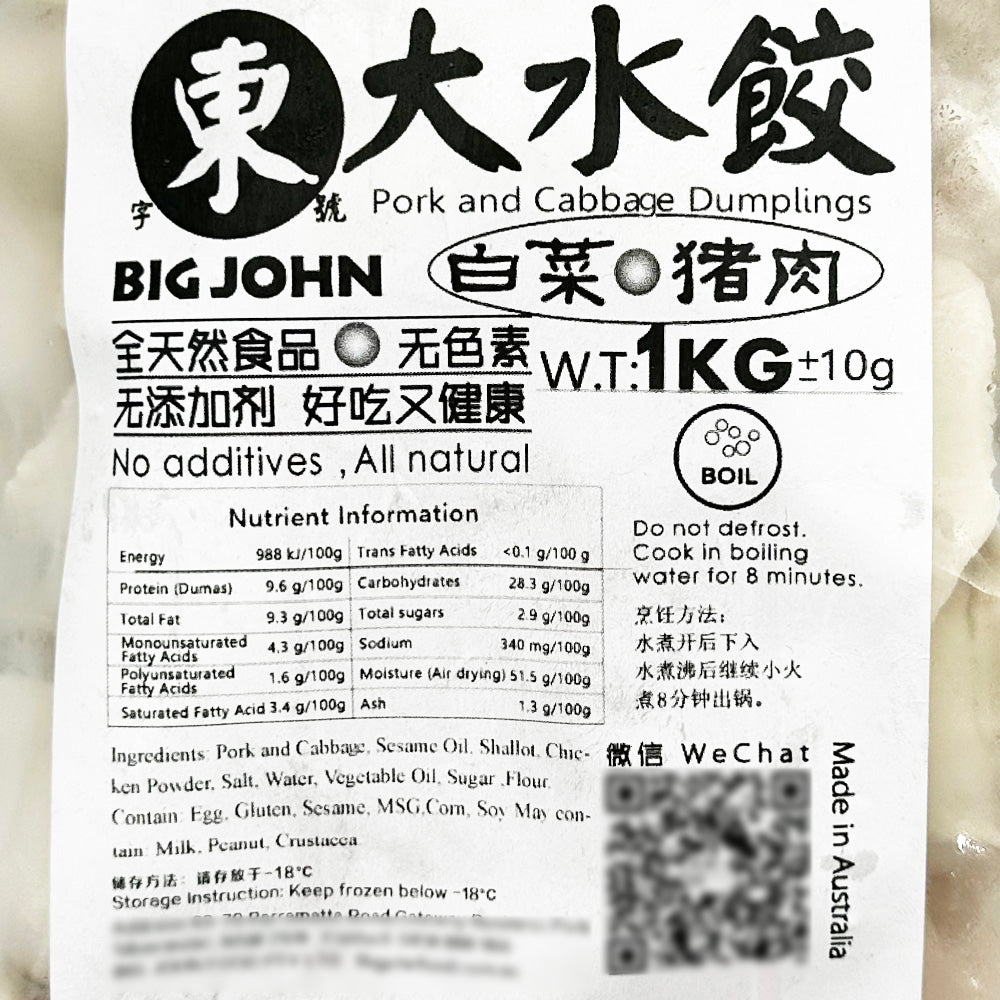 東大水餃
字號
Pork and Cabbage Dumplings
BIG JOHN
白菜 猪肉
全天然食品 无色素
无添加剂 好吃又健康
W.T:1KG±10g
No additives ,All natural
BOIL
Do not defrost.
Cook in boiling
water for 8 minutes.
烹饪方法:
水煮开后下入
水煮沸后继续小火
煮8分钟出锅。
Nutrient Information
Energy 988 kJ/100g Trans Fatty Acids <0.1 g/100 g
Protein (Dumas) 9.6 g/100g Carbohydrates 28.3 g/100g
Total Fat 9.3 g/100g Total sugars 2.9 g/100g
Monounsaturated
Fatty Acids 4.3 g/100g Sodium 340 mg/100g
Polyunsaturated
Fatty Acids 1.6 g/100g Moisture (Air drying) 51.5 g/100g
Saturated Fatty Acid 3.4 g/100g Ash 1.3 g/100g
Ingredients: Pork and Cabbage, Sesame Oil, Shallot, Chic-
ken Powder, Salt, Water, Vegetable Oil, Sugar ,Flour,
Contain: Egg, Gluten, Sesame, MSG,Corn, Soy May con-
tain: Milk, Peanut, Crustacea
储存方法: 请存放于-18°C
Storage Instruction: Keep frozen below -18°C
微信 WeChat
Made in Australia